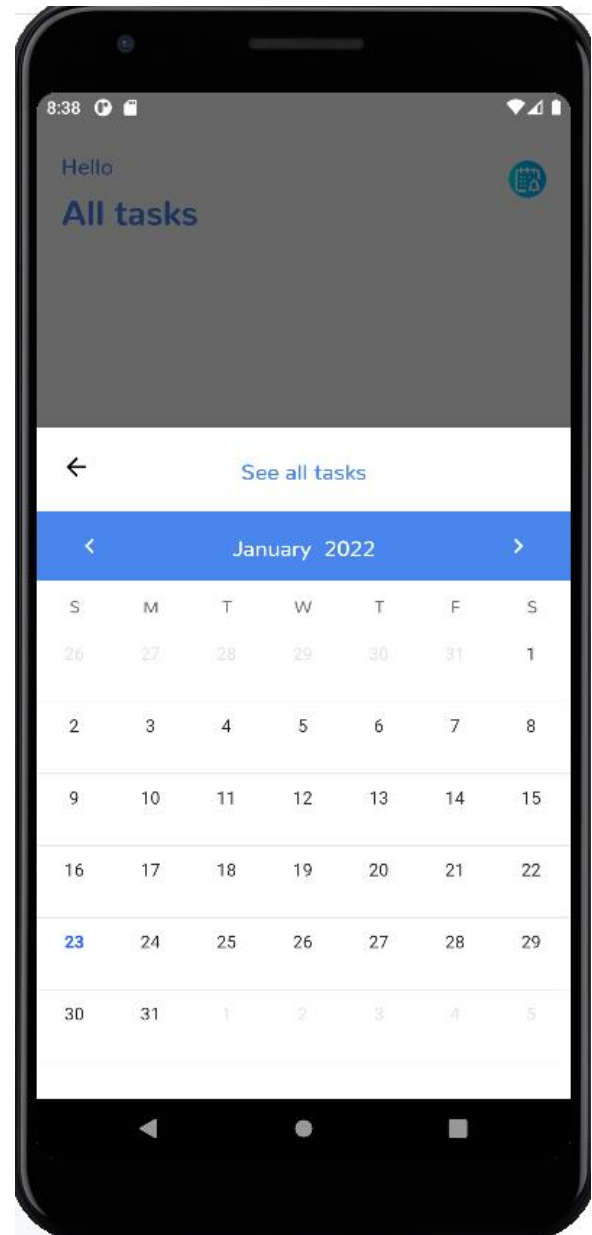 8:38
Hello
All tasks
See all tasks
January 2022
S M T W T F S
26 27 28 29 30 31 1
2 3 4 5 6 7 8
9 10 11 12 13 14 15
16 17 18 19 20 21 22
23 24 25 26 27 28 29
30 31 1 2 3 4 5